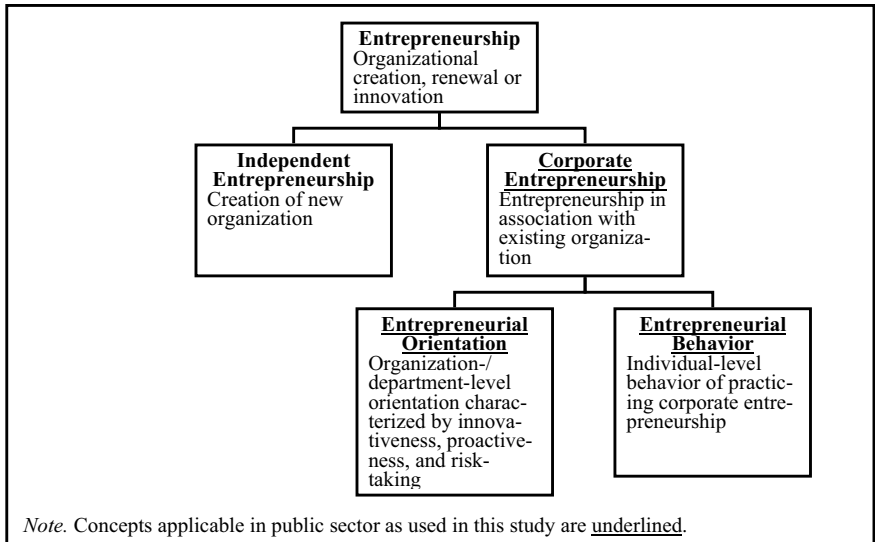 Entrepreneurship
Organizational
creation, renewal or
innovation
Independent
Entrepreneurship
Creation of new
organization
Corporate
Entrepreneurship
Entrepreneurship in
association with
existing organiza-
tion
Entrepreneurial
Orientation
Organization-/
department-level
orientation charac-
terized by innova-
tiveness, proactive-
ness, and risk-
taking
Entrepreneurial
Behavior
Individual-level
behavior of practic-
ing corporate entre-
preneurship
Note. Concepts applicable in public sector as used in this study are underlined.